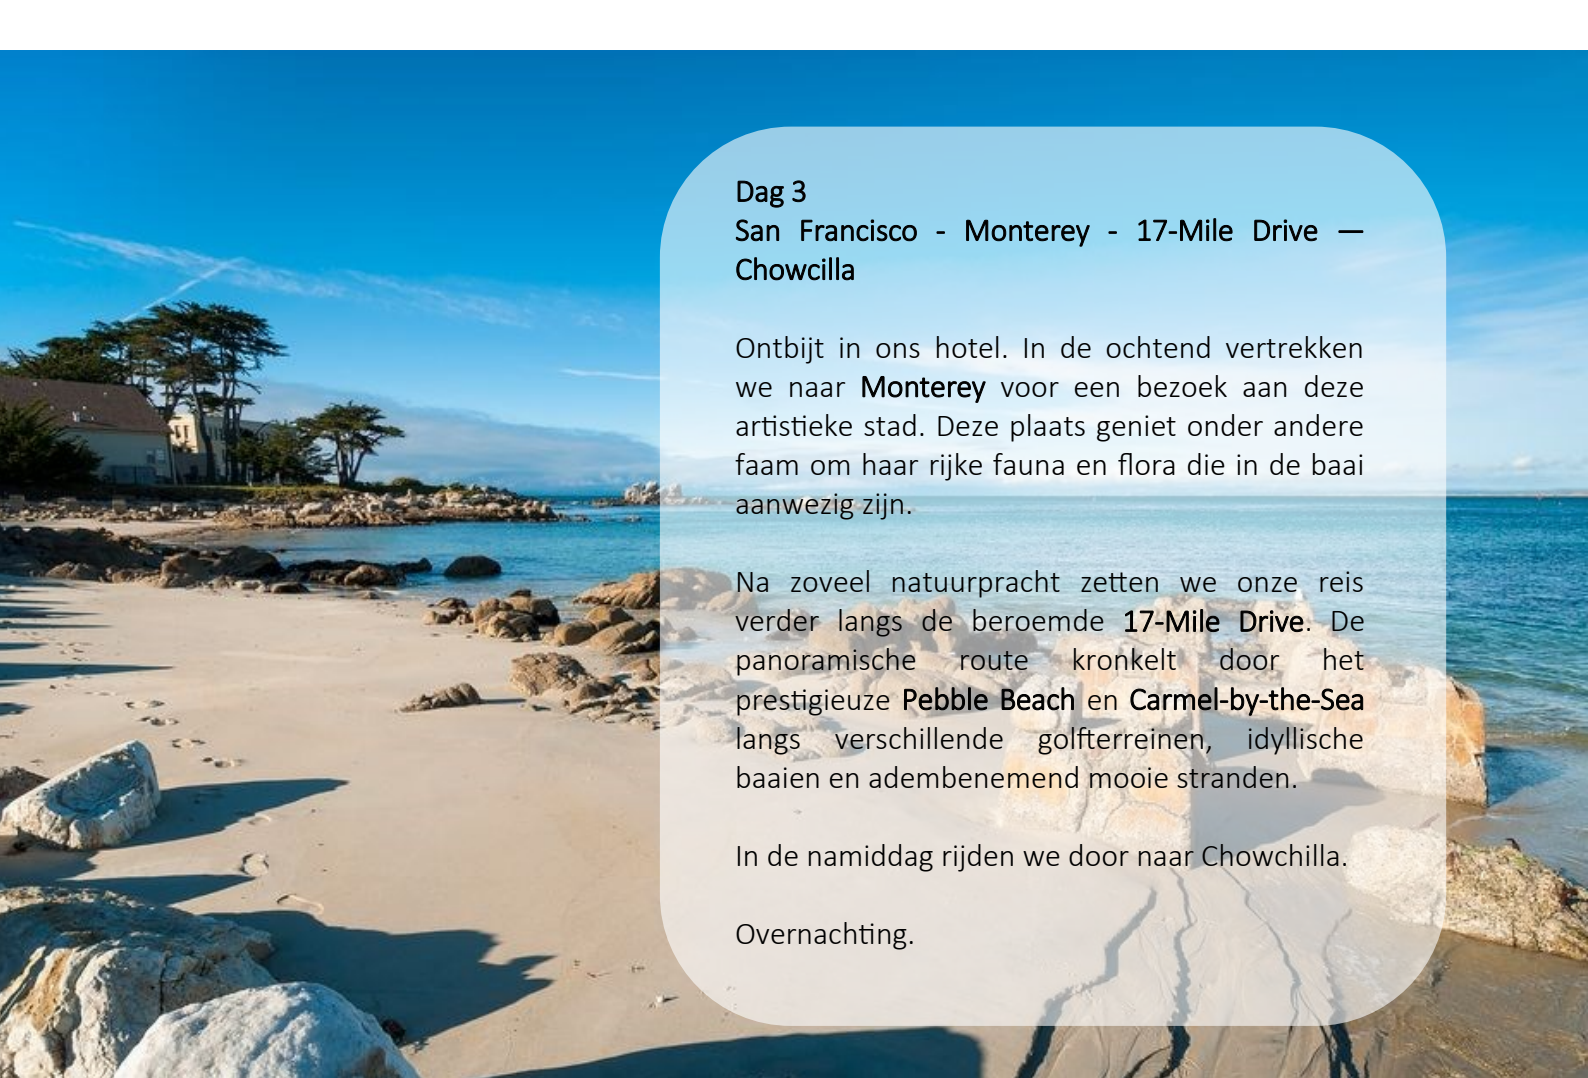 Dag 3
San Francisco - Monterey - 17-Mile Drive —
Chowcilla
Ontbijt in ons hotel. In de ochtend vertrekken
we naar Monterey voor een bezoek aan deze
artistieke stad. Deze plaats geniet onder andere
faam om haar rijke fauna en flora die in de baai
aanwezig zijn.
Na zoveel natuurpracht zetten we onze reis
verder langs de beroemde 17-Mile Drive. De
panoramische route kronkelt door het
prestigieuze Pebble Beach en Carmel-by-the-Sea
langs verschillende golfterreinen, idyllische
baaien en adembenemend mooie stranden.
In de namiddag rijden we door naar Chowchilla.
Overnachting.